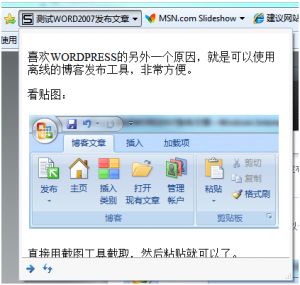 测试WORD2007发布文章
MSN.com Slideshow
建议网站
使用
喜欢WORDPRESS的另外一个原因，就是可以使用
离线的博客发布工具，非常方便。
看贴图：
博客文章 插入 加载项
发布 主页 插入类别 打开现有文章 管理帐户 粘贴 剪切
复制
格式刷
博客 剪贴板
直接用截图工具截取，然后粘贴就可以了。